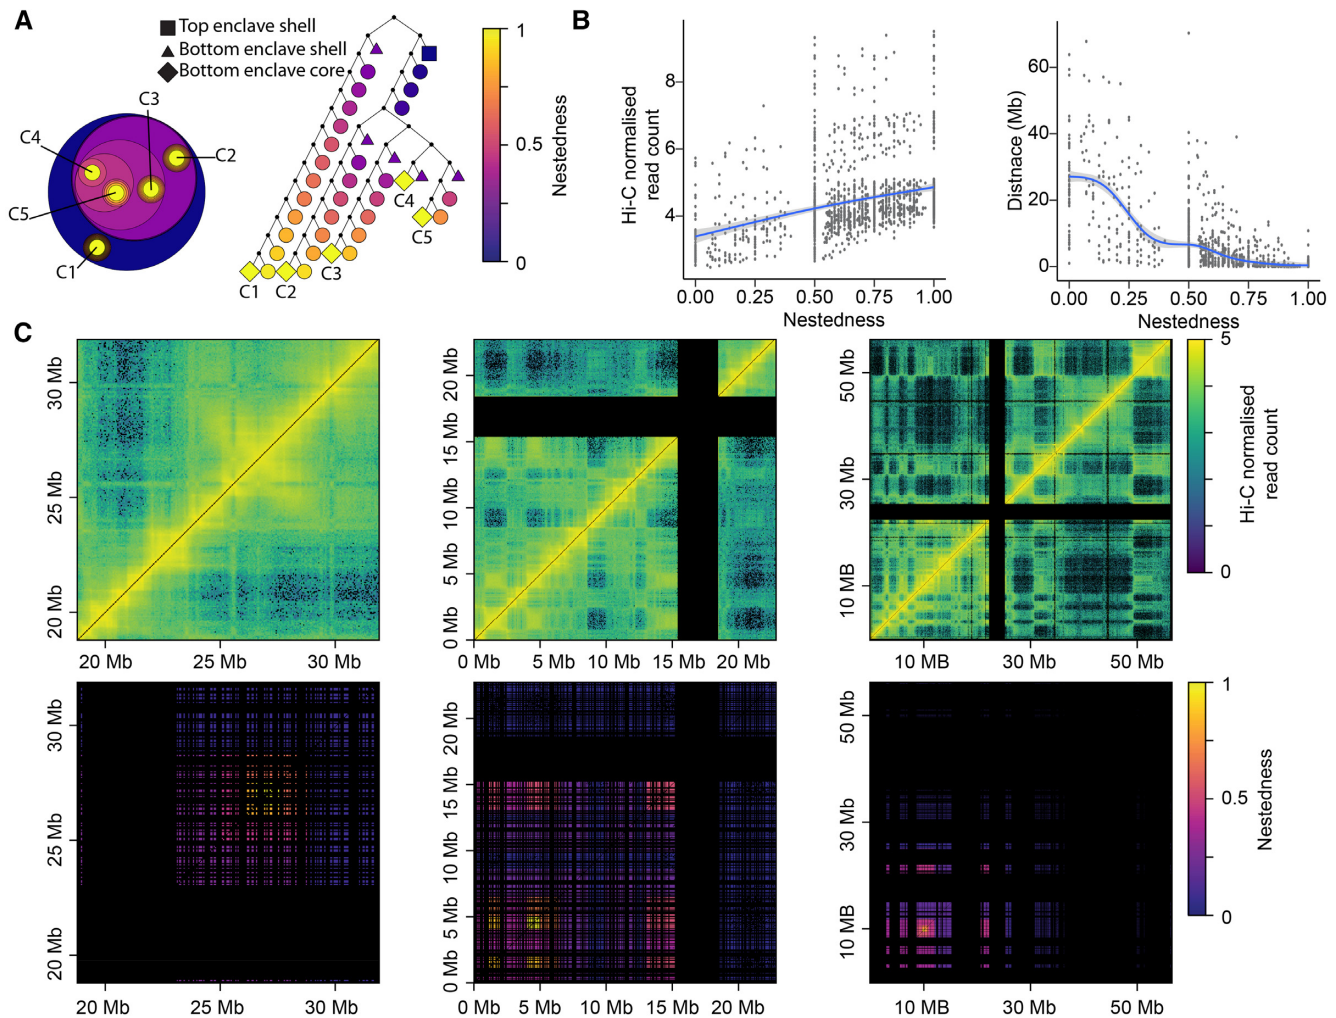 A
Top enclave shell
Bottom enclave shell
Bottom enclave core
C3
C4
C2
C5
C1
C4
C5
C3
C1 C2
1
0.5
0
Nestedness
B
8
6
4
Hi-C normalised
read count
0.00 0.25 0.50 0.75 1.00
Nestedness
60
40
20
0
Distnace (Mb)
0.00 0.25 0.50 0.75 1.00
Nestedness
C
30 Mb
25 Mb
20 Mb
20 Mb 25 Mb 30 Mb
20 Mb
15 Mb
10 Mb
5 Mb
0 Mb
0 Mb 5 Mb 10 Mb 15 Mb 20 Mb
50 Mb
30 Mb
10 MB
10 MB 30 Mb 50 Mb
5
0
Hi-C normalised
read count
30 Mb
25 Mb
20 Mb
20 Mb 25 Mb 30 Mb
20 Mb
15 Mb
10 Mb
5 Mb
0 Mb
0 Mb 5 Mb 10 Mb 15 Mb 20 Mb
50 Mb
30 Mb
10 MB
10 MB 30 Mb 50 Mb
1
0.5
0
Nestedness